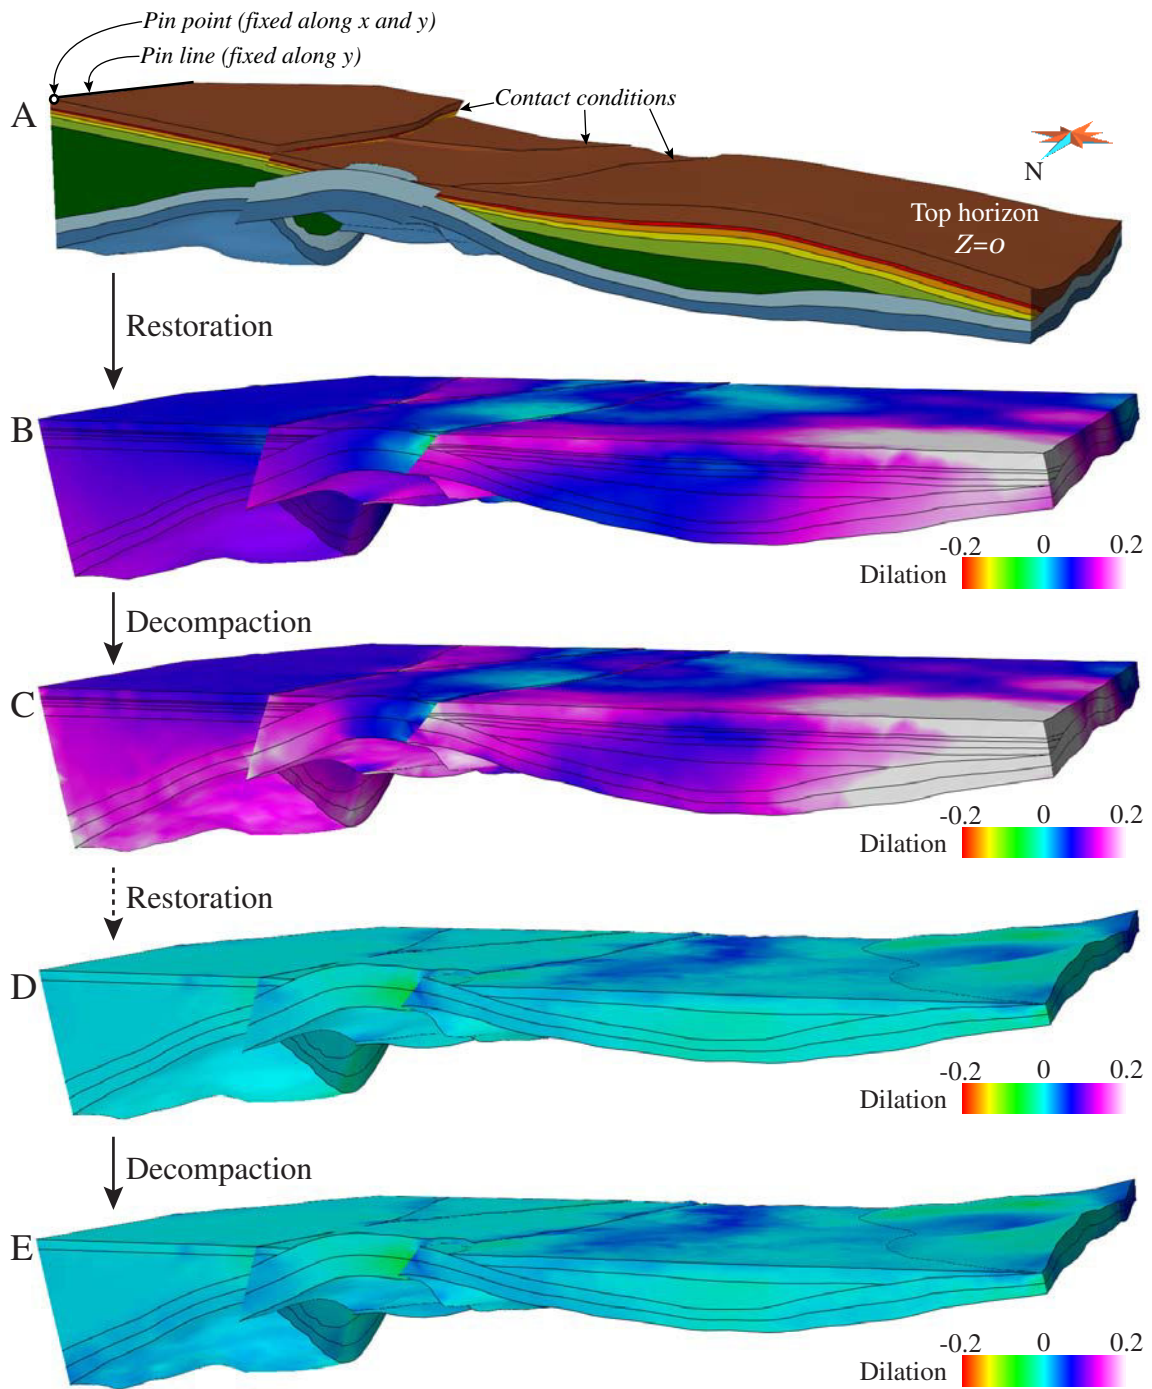 Pin point (fixed along x and y)
Pin line (fixed along y)
A
Contact conditions
N
Top horizon
Z=0
Restoration
B
-0.2 0 0.2
Dilation
Decompaction
C
-0.2 0 0.2
Dilation
Restoration
D
-0.2 0 0.2
Dilation
Decompaction
E
-0.2 0 0.2
Dilation